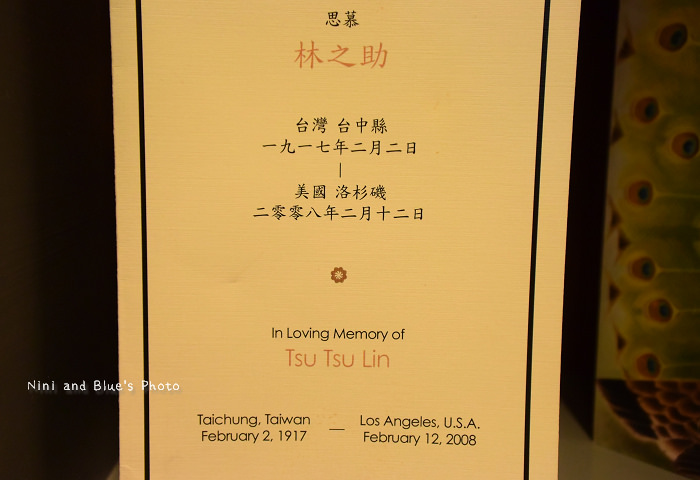 思慕
林之助
台灣 台中縣
一九一七年二月二日
|
美國 洛杉磯
二零零八年二月十二日
In Loving Memory of
Tsu Tsu Lin
Nini and Blue's Photo
Taichung, Taiwan
February 2, 1917
—
Los Angeles, U.S.A.
February 12, 2008